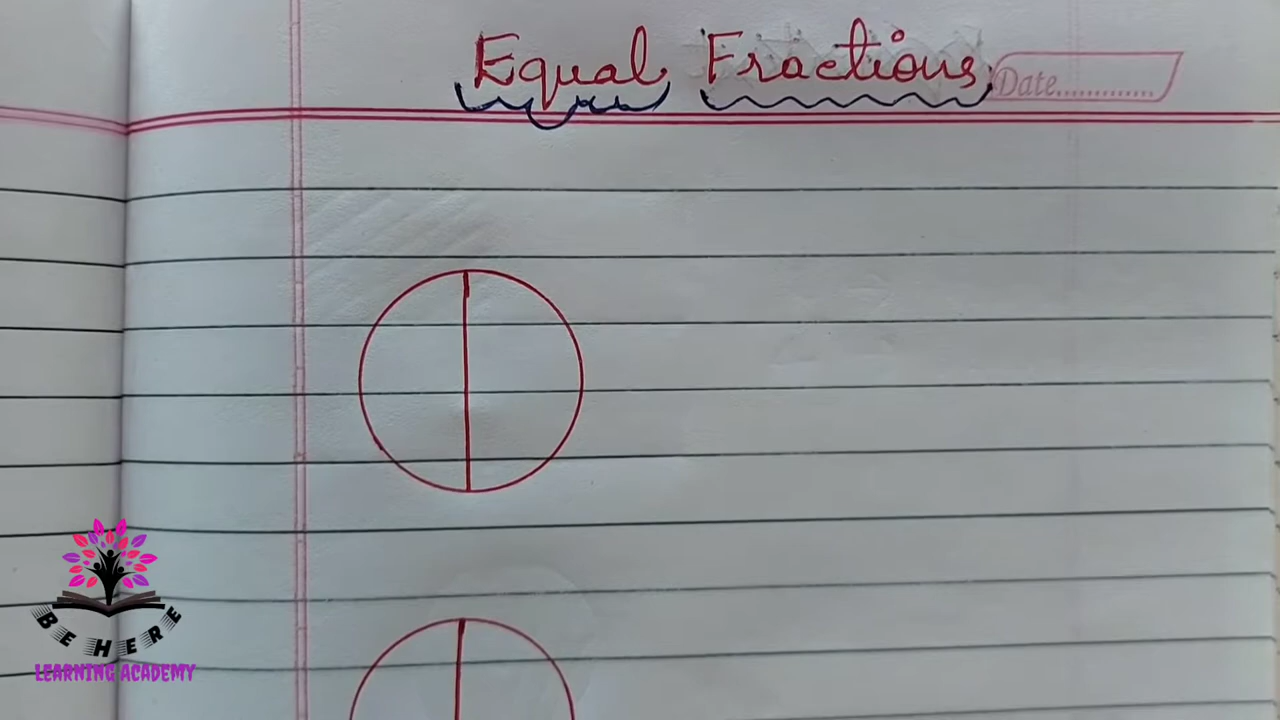 Equal Fractions
Date.............
BE HERE
LEARNING ACADEMY